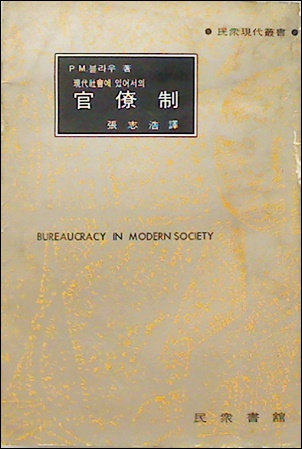 • 民衆現代叢書 •
P M.블라우 著
現代社會에 있어서의
官僚制
張志浩 譯
BUREAUCRACY IN MODERN SOCIETY
民衆書館